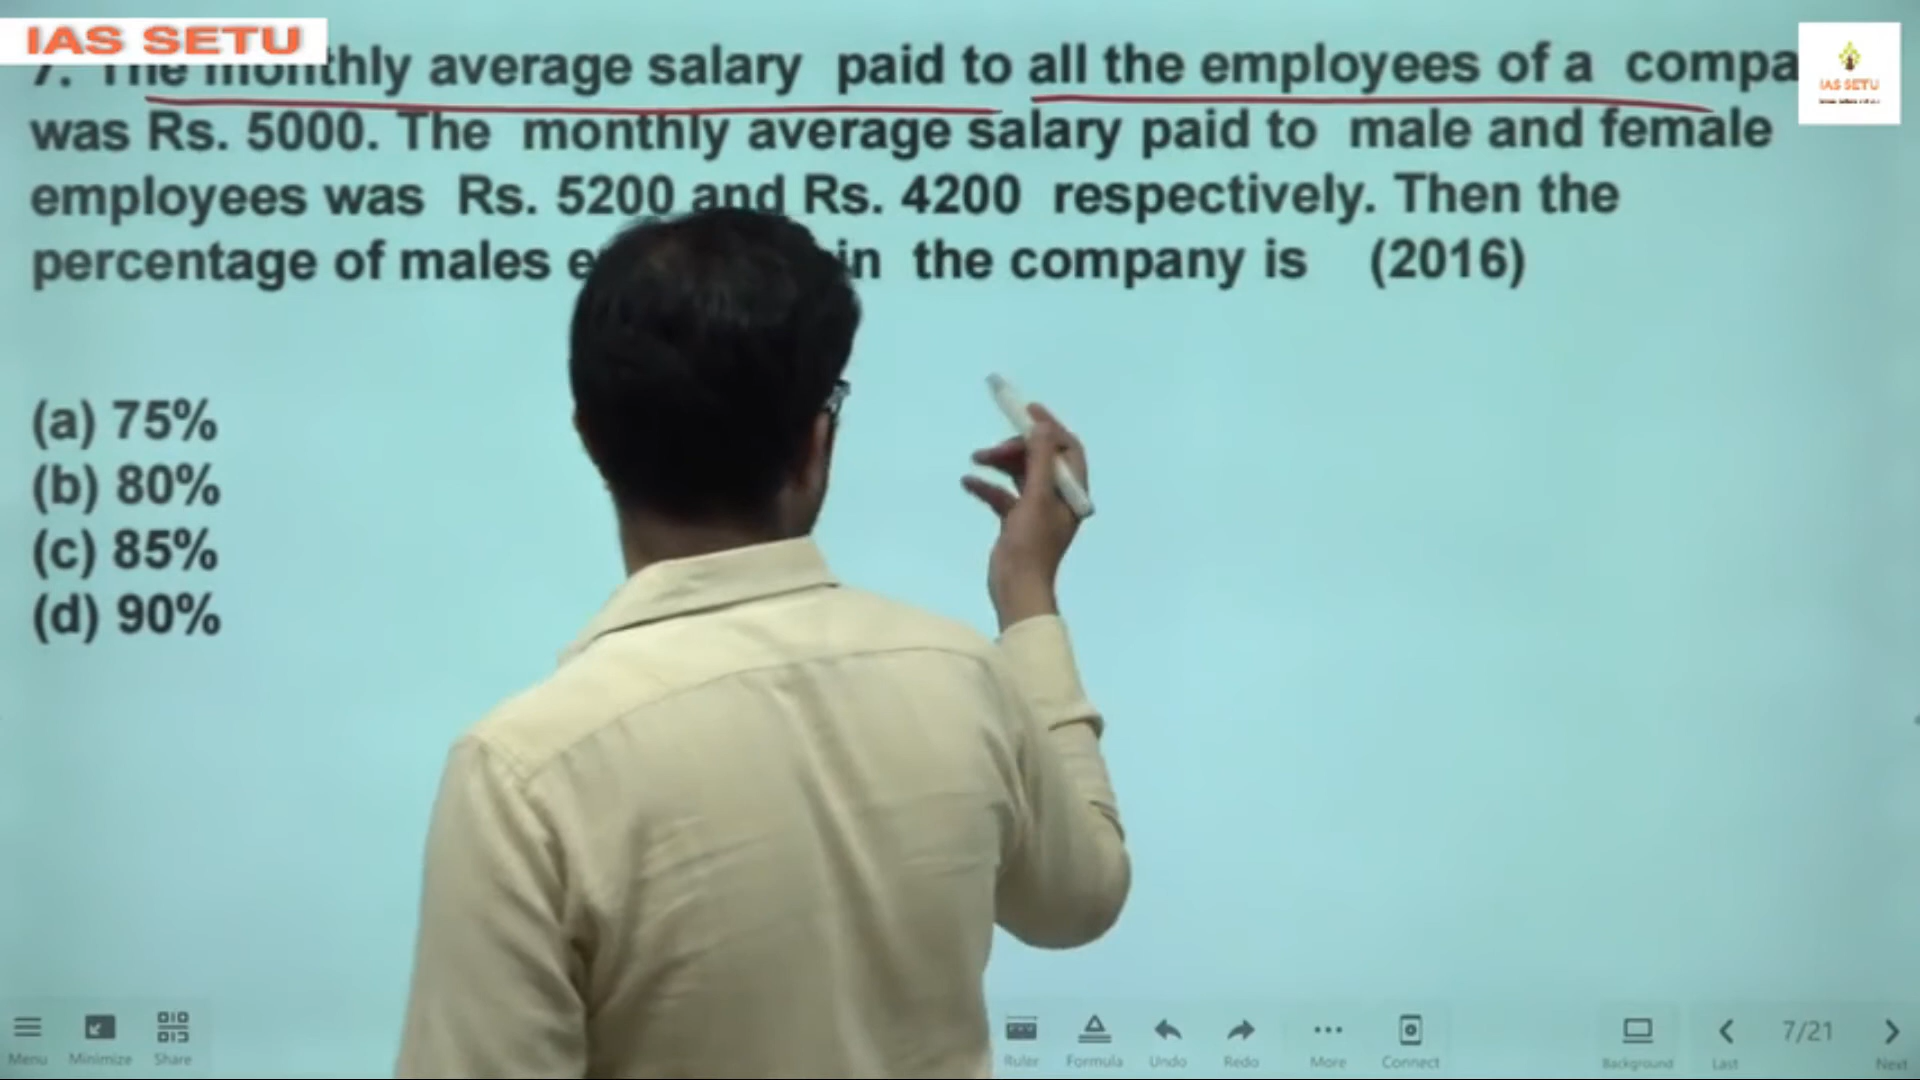 IAS SETU
7. The monthly average salary paid to all the employees of a compa
was Rs. 5000. The monthly average salary paid to male and female
employees was Rs. 5200 and Rs. 4200 respectively. Then the
percentage of males e in the company is (2016)
(a) 75%
(b) 80%
(c) 85%
(d) 90%
IAS SETU
Menu Minimize Share Ruler Formula Undo Redo More Connect Background Last 7/21 Next